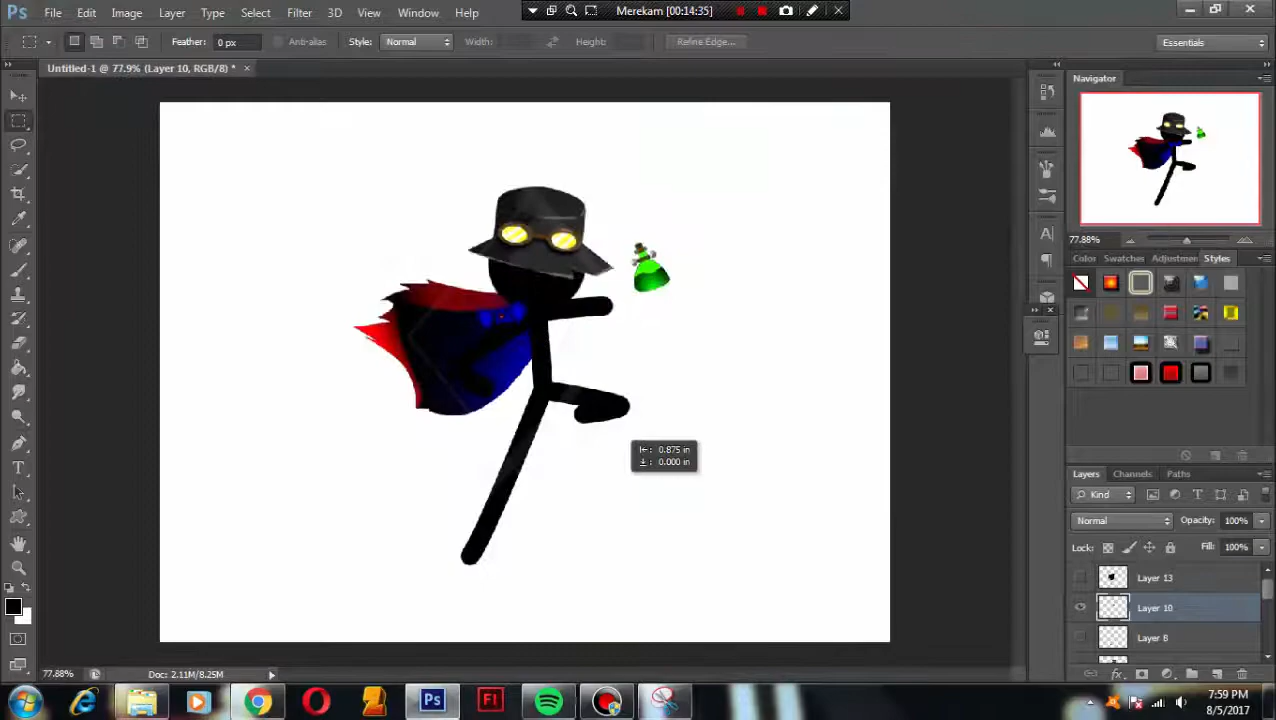 Ps File Edit Image Layer Type Select Filter 3D View Window Help
Merekam [00:14:35]
Feather: 0 px Anti-alias Style: Normal Width: Height: Refine Edge... Essentials
Untitled-1 @ 77.9% (Layer 10, RGB/8) * ×
Navigator
77.88%
Color Swatches Adjustmen Styles
0.875 in
0.000 in
Layers Channels Paths
Kind
Normal Opacity: 100%
Lock: Fill: 100%
Layer 13
Layer 10
Layer 8
77.88% Doc: 2.11M/8.25M
Ps Fl
7:59 PM
8/5/2017